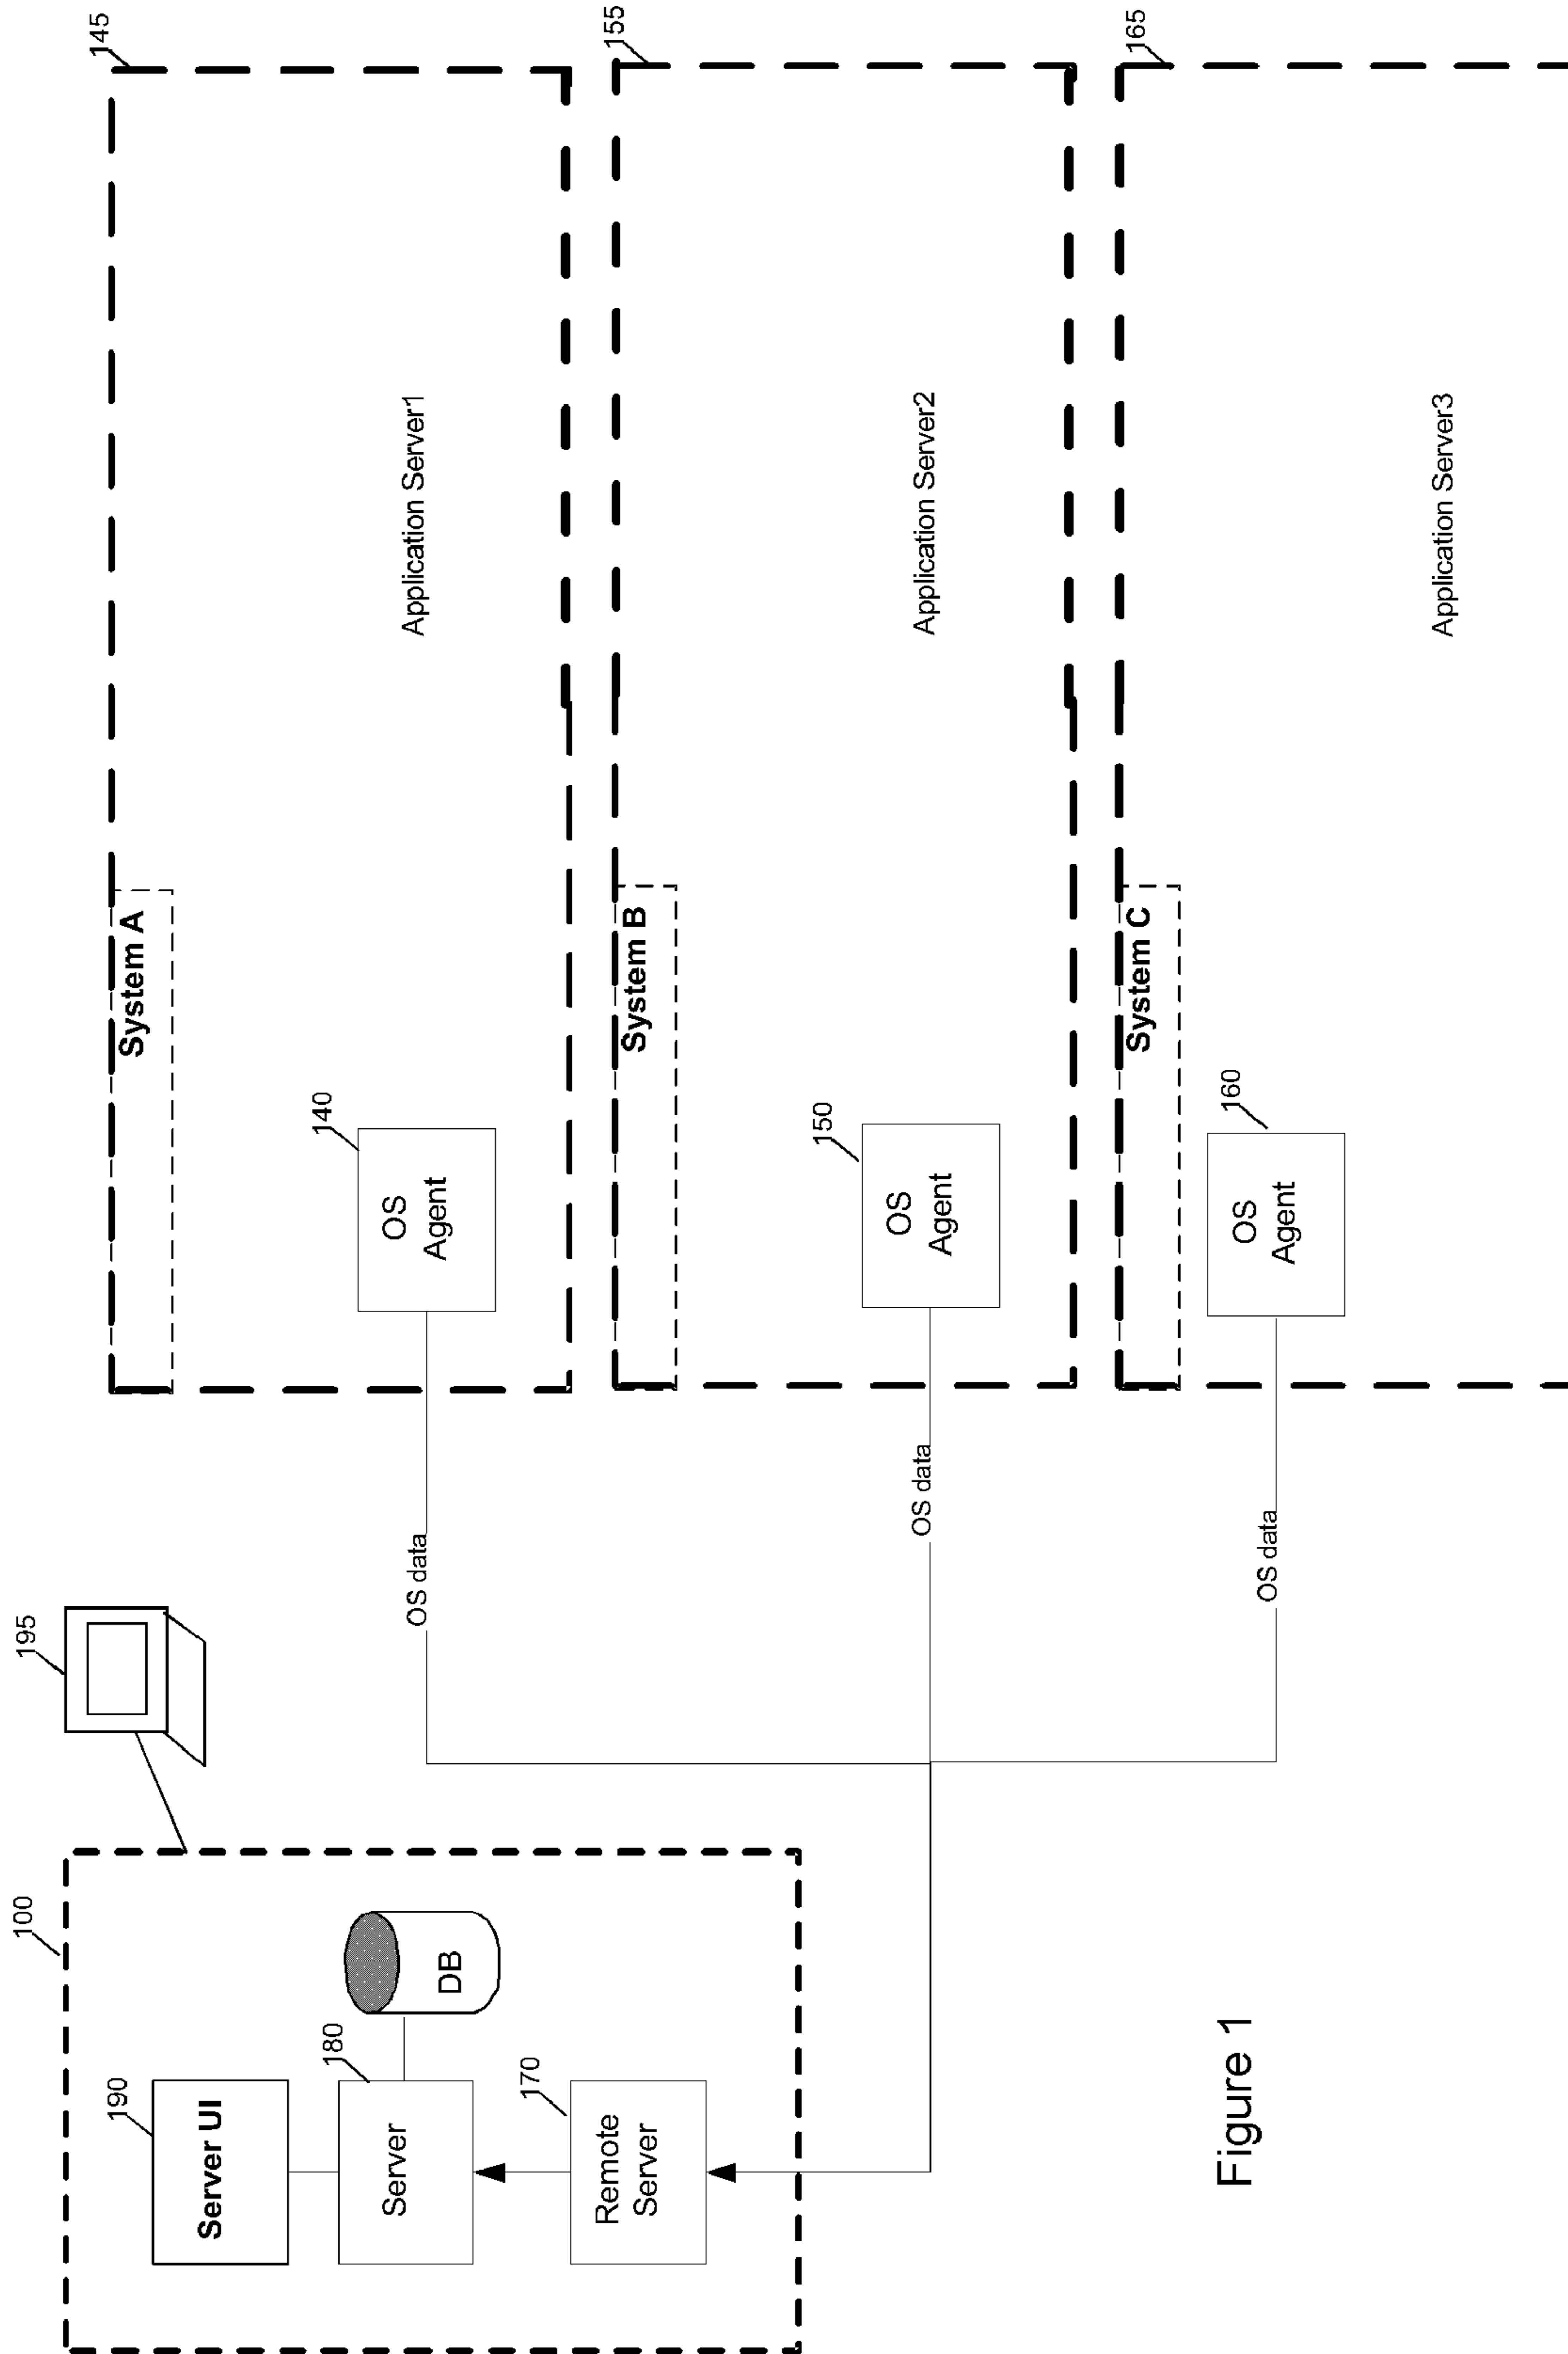 100
190
Server UI
180
Server
DB
170
Remote
Server
195
OS data
OS data
OS data
145
System A
140
OS
Agent
Application Server1
155
System B
150
OS
Agent
Application Server2
165
System C
160
OS
Agent
Application Server3
Figure 1